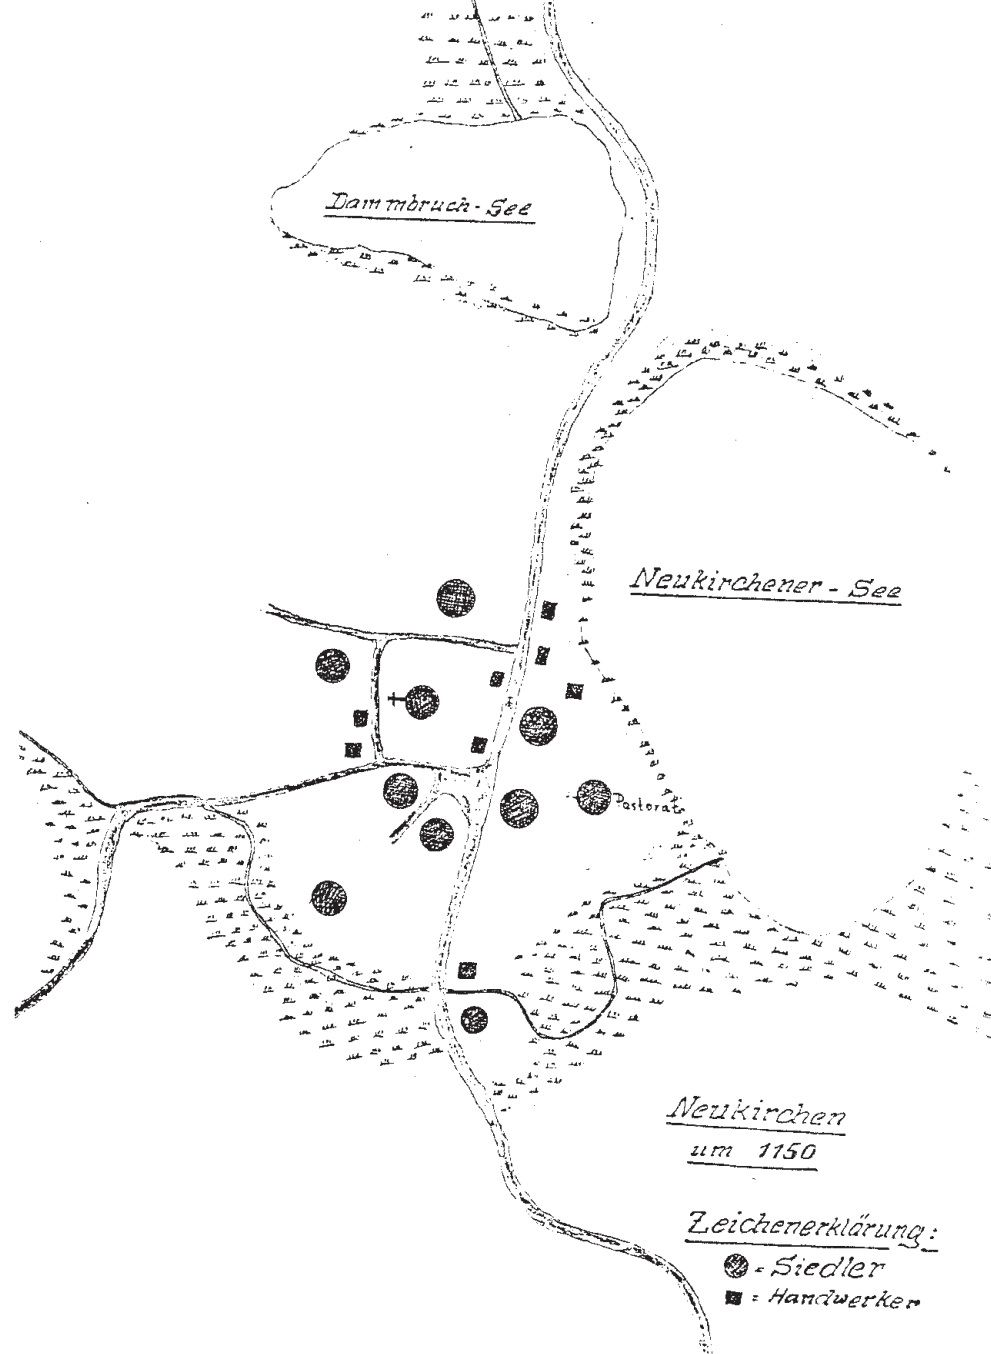 Dammbruch-See
Neukirchener-See
Pastorat
Neukirchen
um 1150
Zeichenerklärung:
= Siedler
= Handwerker